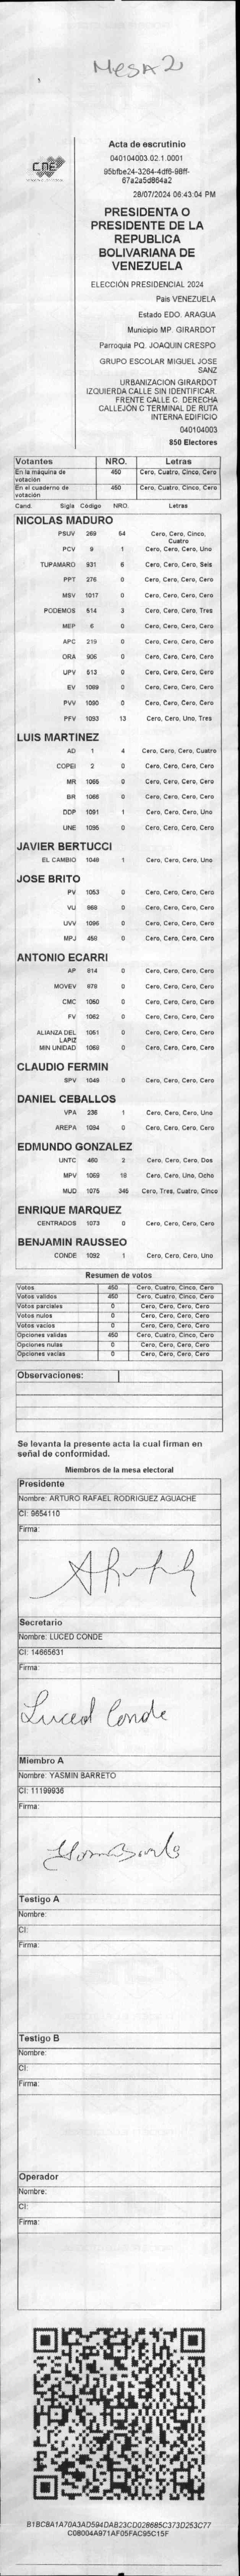 MESA 2
CNE
Acta de escrutinio
040104003.02.1.0001
95bfbe24-3264-4df6-98ff-
67a2a5d864a2
28/07/2024 06:43:04 PM
PRESIDENTA O
PRESIDENTE DE LA
REPUBLICA
BOLIVARIANA DE
VENEZUELA
ELECCIÓN PRESIDENCIAL 2024
Pais VENEZUELA
Estado EDO. ARAGUA
Municipio MP. GIRARDOT
Parroquia PQ. JOAQUIN CRESPO
GRUPO ESCOLAR MIGUEL JOSE
SANZ
URBANIZACION GIRARDOT
IZQUIERDA CALLE SIN IDENTIFICAR.
FRENTE CALLE C. DERECHA
CALLEJÓN C TERMINAL DE RUTA
INTERNA EDIFICIO
040104003
850 Electores
Votantes NRO. Letras
En la máquina de votación 450 Cero, Cuatro, Cinco, Cero
En el cuaderno de votación 450 Cero, Cuatro, Cinco, Cero
Cand. Sigla Código NRO. Letras
NICOLAS MADURO
PSUV 269 54 Cero, Cero, Cinco, Cuatro
PCV 9 1 Cero, Cero, Cero, Uno
TUPAMARO 931 6 Cero, Cero, Cero, Seis
PPT 276 0 Cero, Cero, Cero, Cero
MSV 1017 0 Cero, Cero, Cero, Cero
PODEMOS 514 3 Cero, Cero, Cero, Tres
MEP 6 0 Cero, Cero, Cero, Cero
APC 219 0 Cero, Cero, Cero, Cero
ORA 906 0 Cero, Cero, Cero, Cero
UPV 513 0 Cero, Cero, Cero, Cero
EV 1089 0 Cero, Cero, Cero, Cero
PVV 1090 0 Cero, Cero, Cero, Cero
PFV 1093 13 Cero, Cero, Uno, Tres
LUIS MARTINEZ
AD 1 4 Cero, Cero, Cero, Cuatro
COPEI 2 0 Cero, Cero, Cero, Cero
MR 1065 0 Cero, Cero, Cero, Cero
BR 1066 0 Cero, Cero, Cero, Cero
DDP 1091 1 Cero, Cero, Cero, Uno
UNE 1095 0 Cero, Cero, Cero, Cero
JAVIER BERTUCCI
EL CAMBIO 1048 1 Cero, Cero, Cero, Uno
JOSE BRITO
PV 1053 0 Cero, Cero, Cero, Cero
VU 868 0 Cero, Cero, Cero, Cero
UVV 1096 0 Cero, Cero, Cero, Cero
MPJ 458 0 Cero, Cero, Cero, Cero
ANTONIO ECARRI
AP 814 0 Cero, Cero, Cero, Cero
MOVEV 879 0 Cero, Cero, Cero, Cero
CMC 1050 0 Cero, Cero, Cero, Cero
FV 1062 0 Cero, Cero, Cero, Cero
ALIANZA DEL LAPIZ 1051 0 Cero, Cero, Cero, Cero
MIN UNIDAD 1068 0 Cero, Cero, Cero, Cero
CLAUDIO FERMIN
SPV 1049 0 Cero, Cero, Cero, Cero
DANIEL CEBALLOS
VPA 236 1 Cero, Cero, Cero, Uno
AREPA 1094 0 Cero, Cero, Cero, Cero
EDMUNDO GONZALEZ
UNTC 460 2 Cero, Cero, Cero, Dos
MPV 1069 18 Cero, Cero, Uno, Ocho
MUD 1075 345 Cero, Tres, Cuatro, Cinco
ENRIQUE MARQUEZ
CENTRADOS 1073 0 Cero, Cero, Cero, Cero
BENJAMIN RAUSSEO
CONDE 1092 1 Cero, Cero, Cero, Uno
Resumen de votos
Votos 450 Cero, Cuatro, Cinco, Cero
Votos validos 450 Cero, Cuatro, Cinco, Cero
Votos parciales 0 Cero, Cero, Cero, Cero
Votos nulos 0 Cero, Cero, Cero, Cero
Votos vacios 0 Cero, Cero, Cero, Cero
Opciones validas 450 Cero, Cuatro, Cinco, Cero
Opciones nulas 0 Cero, Cero, Cero, Cero
Opciones vacias 0 Cero, Cero, Cero, Cero
Observaciones:
Se levanta la presente acta la cual firman en
señal de conformidad.
Miembros de la mesa electoral
Presidente
Nombre: ARTURO RAFAEL RODRIGUEZ AGUACHE
CI: 9654110
Firma:
Secretario
Nombre: LUCED CONDE
CI: 14665631
Firma:
Luced Conde
Miembro A
Nombre: YASMIN BARRETO
CI: 11199936
Firma:
Testigo A
Nombre:
CI:
Firma:
Testigo B
Nombre:
CI:
Firma:
Operador
Nombre:
CI:
Firma:
B1BC8A1A70A3AD594DAB23CD028685C373D253C77
C08004A971AF05FAC95C15F